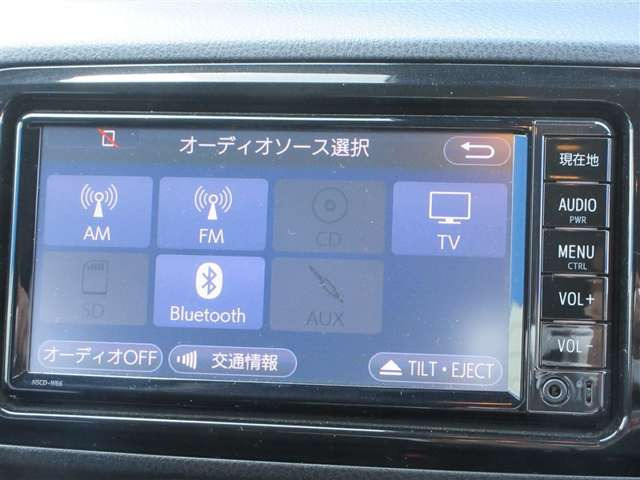 オーディオソース選択
AM
FM
CD
TV
SD
Bluetooth
AUX
オーディオOFF
交通情報
TILT・EJECT
NSCD-W66
現在地
AUDIO
PWR
MENU
CTRL
VOL+
VOL-